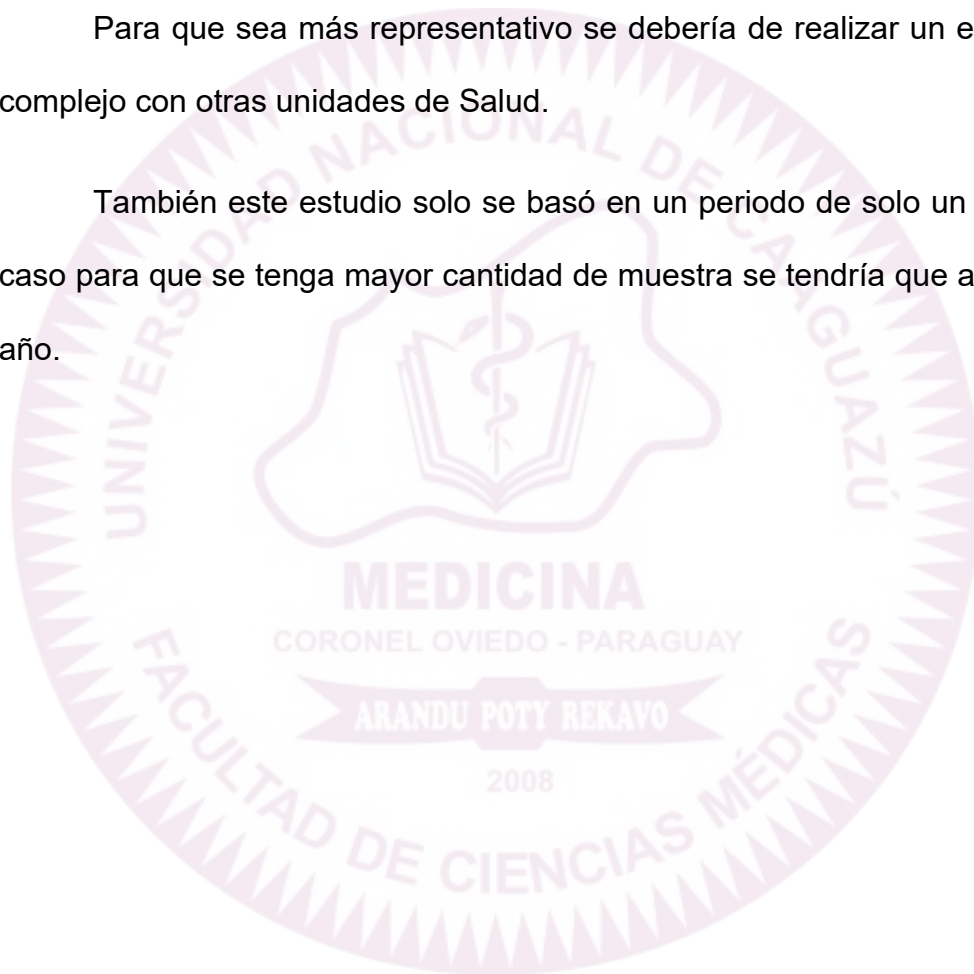 Para que sea más representativo se debería de realizar un e
complejo con otras unidades de Salud.
También este estudio solo se basó en un periodo de solo un
caso para que se tenga mayor cantidad de muestra se tendría que a
año.
UNIVERSIDAD NACIONAL DE CAAGUAZÚ
MEDICINA
CORONEL OVIEDO - PARAGUAY
ARANDU POTY REKAVO
2008
FACULTAD DE CIENCIAS MÉDICAS